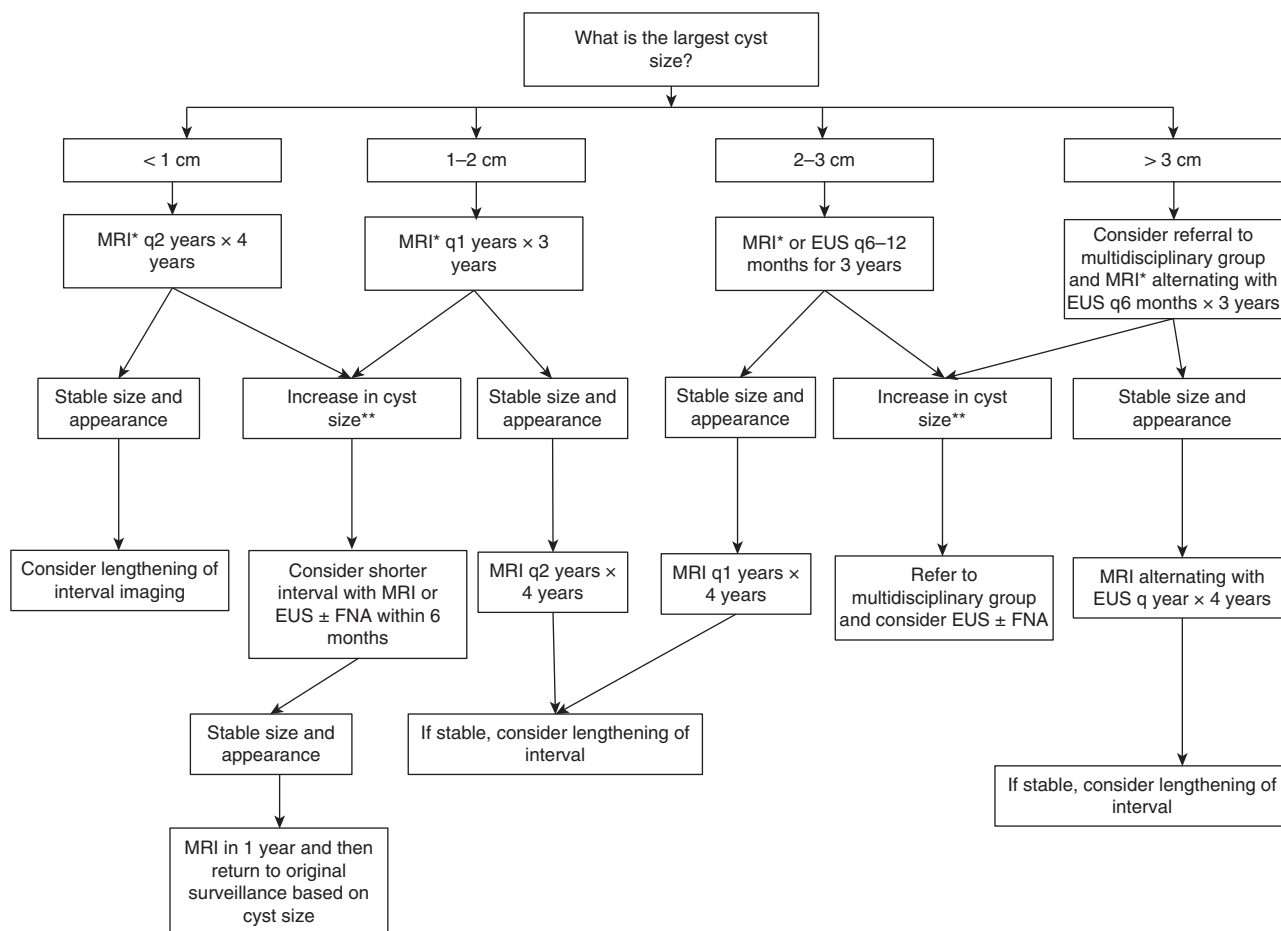 What is the largest cyst
size?
< 1 cm
1–2 cm
2–3 cm
> 3 cm
MRI* q2 years × 4
years
MRI* q1 years × 3
years
MRI* or EUS q6–12
months for 3 years
Consider referral to
multidisciplinary group
and MRI* alternating with
EUS q6 months × 3 years
Stable size and
appearance
Increase in cyst
size**
Stable size and
appearance
Stable size and
appearance
Increase in cyst
size**
Stable size and
appearance
Consider lengthening of
interval imaging
Consider shorter
interval with MRI or
EUS ± FNA within 6
months
MRI q2 years ×
4 years
MRI q1 years ×
4 years
Refer to
multidisciplinary group
and consider EUS ± FNA
MRI alternating with
EUS q year × 4 years
Stable size and
appearance
If stable, consider lengthening of
interval
If stable, consider lengthening of
interval
MRI in 1 year and then
return to original
surveillance based on
cyst size